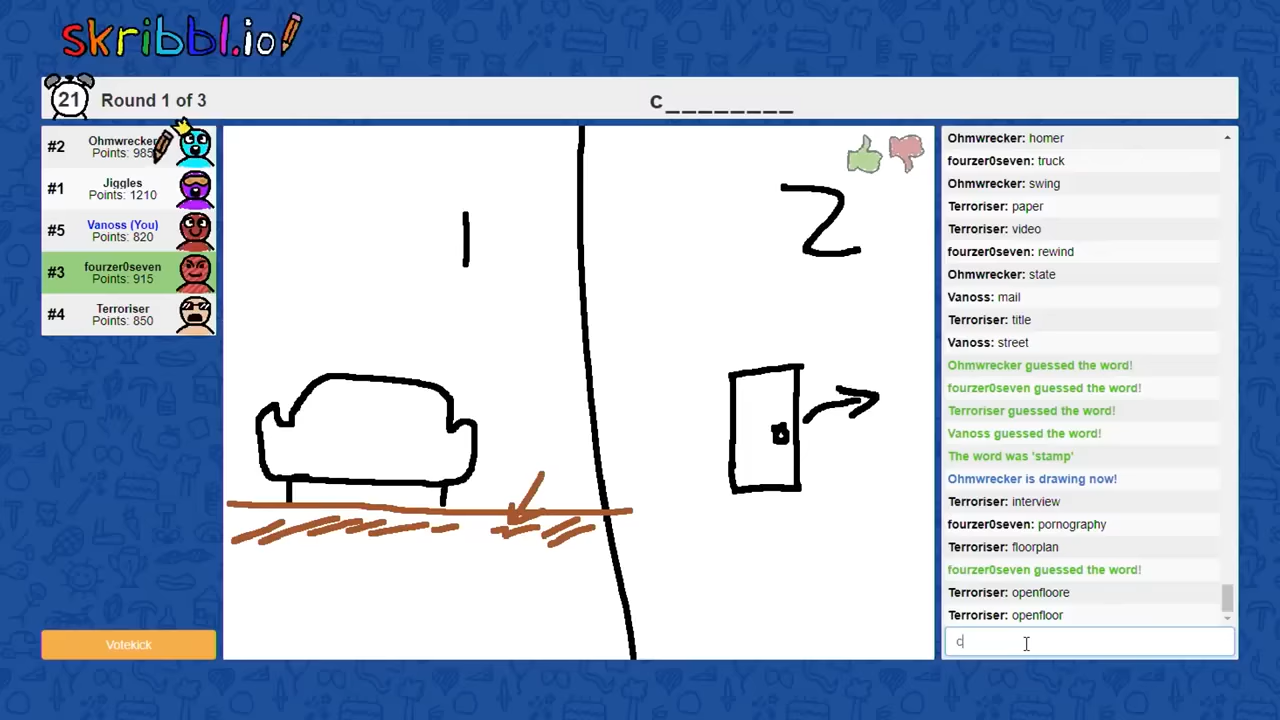 skribbl.io
21 Round 1 of 3
c________
#2 Ohmwrecker
Points: 985
#1 Jiggles
Points: 1210
#5 Vanoss (You)
Points: 820
#3 fourzer0seven
Points: 915
#4 Terroriser
Points: 850
Votekick
1
2
Ohmwrecker: homer
fourzer0seven: truck
Ohmwrecker: swing
Terroriser: paper
Terroriser: video
fourzer0seven: rewind
Ohmwrecker: state
Vanoss: mail
Terroriser: title
Vanoss: street
Ohmwrecker guessed the word!
fourzer0seven guessed the word!
Terroriser guessed the word!
Vanoss guessed the word!
The word was 'stamp'
Ohmwrecker is drawing now!
Terroriser: interview
fourzer0seven: pornography
Terroriser: floorplan
fourzer0seven guessed the word!
Terroriser: openfloore
Terroriser: openfloor
c